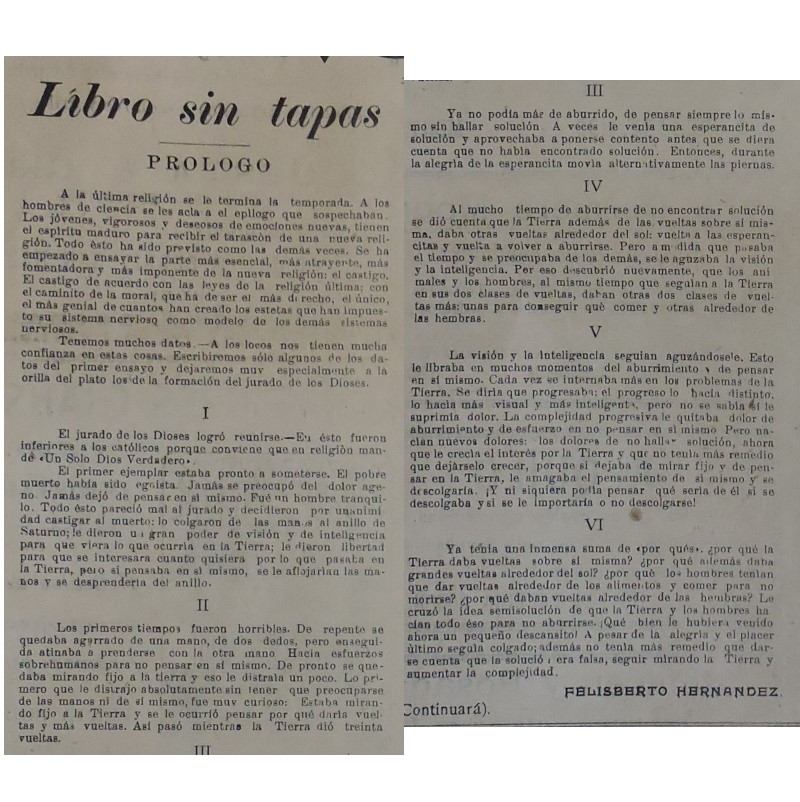 Libro sin tapas
PROLOGO
A la última religión se le termina la temporada. A los
hombres de ciencia se les acla a el epílogo que sospechaban.
Los jóvenes, vigorosos y deseosos de emociones nuevas, tienen
el espíritu maduro para recibir el tarascón de una nueva reli-
gión. Todo ésto ha sido previsto como las demás veces. Se ha
empezado a ensayar la parte más esencial, más atrayente, más
fomentadora y más imponente de la nueva religión: el castigo.
El castigo de acuerdo con las leyes de la religión última; con
el caminito de la moral, que ha de ser el más derecho, el único,
el más genial de cuantos han creado los estetas que han impues-
to su sistema nervioso como modelo de los demás sistemas
nerviosos.
Tenemos muchos datos.—A los locos nos tienen mucha
confianza en estas cosas. Escribiremos sólo algunos de los da-
tos del primer ensayo y dejaremos muy especialmente a la
orilla del plato los de la formación del jurado de los Dioses.
I
El jurado de los Dioses logró reunirse.—En ésto fueron
inferiores a los católicos porque conviene que en religión man-
de «Un Solo Dios Verdadero».
El primer ejemplar estaba pronto a someterse. El pobre
muerto había sido egoísta. Jamás se preocupó del dolor age-
no Jamás dejó de pensar en sí mismo. Fué un hombre tranqui-
lo. Todo ésto pareció mal al jurado y decidieron por unanimi
dad castigar al muerto: lo colgaron de las manos al anillo de
Saturno; le dieron un gran poder de visión y de inteligencia
para que viera lo que ocurría en la Tierra; le dieron libertad
para que se interesara cuanto quisiera por lo que pasaba en
la Tierra, pero si pensaba en sí mismo, se le aflojarían las ma-
nos y se desprendería del anillo.
II
Los primeros tiempos fueron horribles. De repente se
quedaba agarrado de una mano, de dos dedos, pero ensegui-
da atinaba a prenderse con la otra mano Hacía esfuerzos
sobrehumanos para no pensar en sí mismo. De pronto se que-
daba mirando fijo a la tierra y eso le distraía un poco. Lo pri-
mero que le distrajo absolutamente sin tener que preocuparse
de las manos ni de sí mismo, fue muy curioso: Estaba miran-
do fijo a la Tierra y se le ocurrió pensar por qué daría vuel-
tas y más vueltas. Así pasó mientras la Tierra dió treinta
vueltas.
III
III
Ya no podía más de aburrido, de pensar siempre lo mis-
mo sin hallar solución. A veces le venía una esperancita de
solución y aprovechaba a ponerse contento antes que se diera
cuenta que no había encontrado solución. Entonces, durante
la alegría de la esperancita movía alternativamente las piernas.
IV
Al mucho tiempo de aburrirse de no encontrar solución
se dió cuenta que la Tierra además de las vueltas sobre sí mis-
ma, daba otras vueltas alrededor del sol: vuelta a las esperan-
citas y vuelta a volver a aburrirse. Pero a medida que pasaba
el tiempo y se preocupaba de los demás, se le aguzaba la visión
y la inteligencia. Por eso descubrió nuevamente, que los ani
males y los hombres, al mismo tiempo que seguían a la Tierra
en sus dos clases de vueltas, daban otras dos clases de vuel-
tas más: unas para conseguir qué comer y otras alrededor de
las hembras.
V
La visión y la inteligencia seguían aguzándosele. Esto
le libraba en muchos momentos del aburrimiento y de pensar
en sí mismo. Cada vez se internaba más en los problemas de la
Tierra. Se diría que progresaba; el progreso lo hacía distinto,
lo hacía más visual y más inteligente, pero no se sabía si le
suprimía dolor. La complejidad progresiva le quitaba dolor de
aburrimiento y de esfuerzo en no pensar en sí mismo Pero na-
cían nuevos dolores: los dolores de no hallar solución, ahora
que le crecía el interés por la Tierra y que no tenía más remedio
que dejárselo crecer, porque si dejaba de mirar fijo y de pen-
sar en la Tierra, le amagaba el pensamiento de sí mismo y se
descolgaría. ¡Y ni siquiera podía pensar qué sería de él si se
descolgaba y si se le importaría o no descolgarse!
VI
Ya tenía una inmensa suma de «por qués». ¿por qué la
Tierra daba vueltas sobre sí misma? ¿por qué además daba
grandes vueltas alrededor del sol? ¿por qué los hombres tenían
que dar vueltas alrededor de los alimentos y comer para no
morirse? ¿por qué daban vueltas alrededor de las hembras? Le
cruzó la idea semisolución de que la Tierra y los hombres ha
cían todo éso para no aburrirse. ¡Qué bien le hubiera venido
ahora un pequeño descansito! A pesar de la alegría y el placer
último seguía colgado; además no tenía más remedio que dar-
se cuenta que la solución era falsa, seguir mirando la Tierra y
aumentar la complejidad.
FELISBERTO HERNANDEZ.
Continuará).